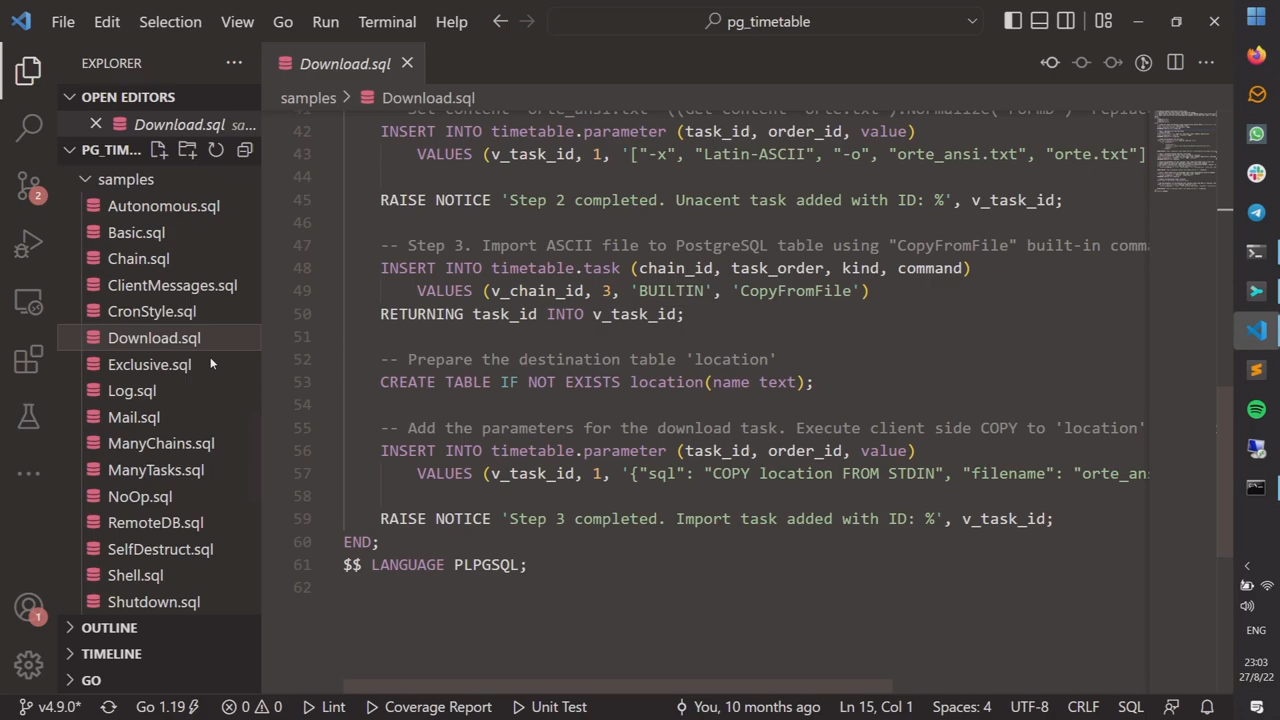 File Edit Selection View Go Run Terminal Help pg_timetable
EXPLORER
Download.sql
OPEN EDITORS
Download.sql sa...
samples > Download.sql
PG_TIM...
samples
Autonomous.sql
Basic.sql
Chain.sql
ClientMessages.sql
CronStyle.sql
Download.sql
Exclusive.sql
Log.sql
Mail.sql
ManyChains.sql
ManyTasks.sql
NoOp.sql
RemoteDB.sql
SelfDestruct.sql
Shell.sql
Shutdown.sql
OUTLINE
TIMELINE
GO
2
1
42 INSERT INTO timetable.parameter (task_id, order_id, value)
43 VALUES (v_task_id, 1, '["-x", "Latin-ASCII", "-o", "orte_ansi.txt", "orte.txt"]
44
45 RAISE NOTICE 'Step 2 completed. Unacent task added with ID: %', v_task_id;
46
47 -- Step 3. Import ASCII file to PostgreSQL table using "CopyFromFile" built-in comm
48 INSERT INTO timetable.task (chain_id, task_order, kind, command)
49 VALUES (v_chain_id, 3, 'BUILTIN', 'CopyFromFile')
50 RETURNING task_id INTO v_task_id;
51
52 -- Prepare the destination table 'location'
53 CREATE TABLE IF NOT EXISTS location(name text);
54
55 -- Add the parameters for the download task. Execute client side COPY to 'location'
56 INSERT INTO timetable.parameter (task_id, order_id, value)
57 VALUES (v_task_id, 1, '{"sql": "COPY location FROM STDIN", "filename": "orte_ans
58
59 RAISE NOTICE 'Step 3 completed. Import task added with ID: %', v_task_id;
60 END;
61 $$ LANGUAGE PLPGSQL;
62
v4.9.0* Go 1.19 0 0 Lint Coverage Report Unit Test You, 10 months ago Ln 15, Col 1 Spaces: 4 UTF-8 CRLF SQL
ENG
23:03
27/8/22